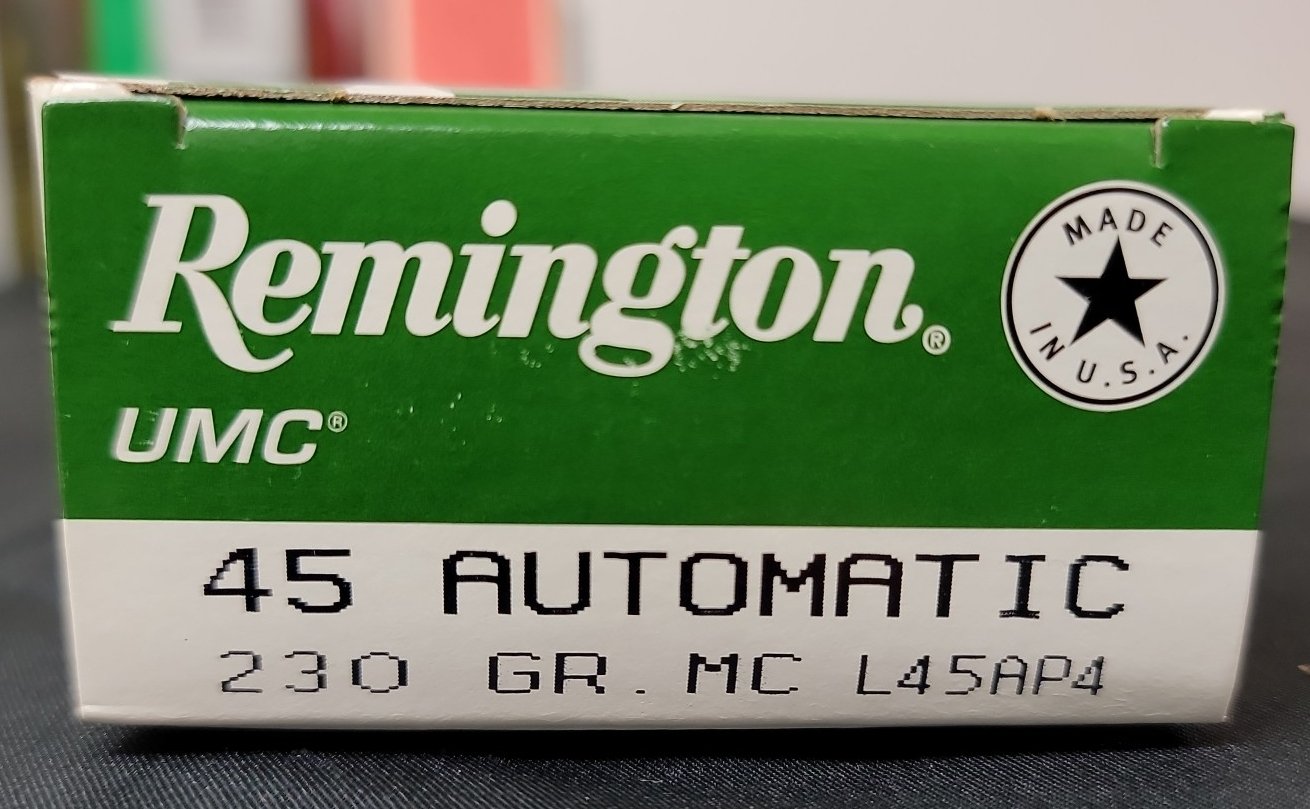 Remington®
MADE
IN U.S.A.
UMC®
45 AUTOMATIC
230 GR. MC L45AP4